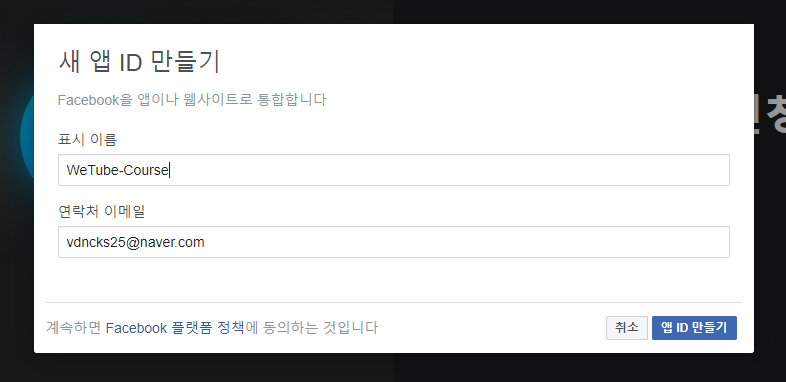 새 앱 ID 만들기
Facebook을 앱이나 웹사이트로 통합합니다
표시 이름
WeTube-Course
연락처 이메일
vdncks25@naver.com
계속하면 Facebook 플랫폼 정책에 동의하는 것입니다
취소 앱 ID 만들기